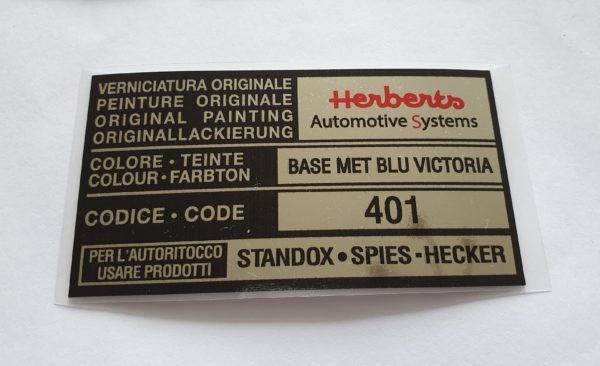 VERNICIATURA ORIGINALE
PEINTURE ORIGINALE
ORIGINAL PAINTING
ORIGINALLACKIERUNG
Herberts
Automotive Systems
COLORE • TEINTE
COLOUR • FARBTON
BASE MET BLU VICTORIA
CODICE • CODE
401
PER L'AUTORITOCCO
USARE PRODOTTI
STANDOX • SPIES - HECKER